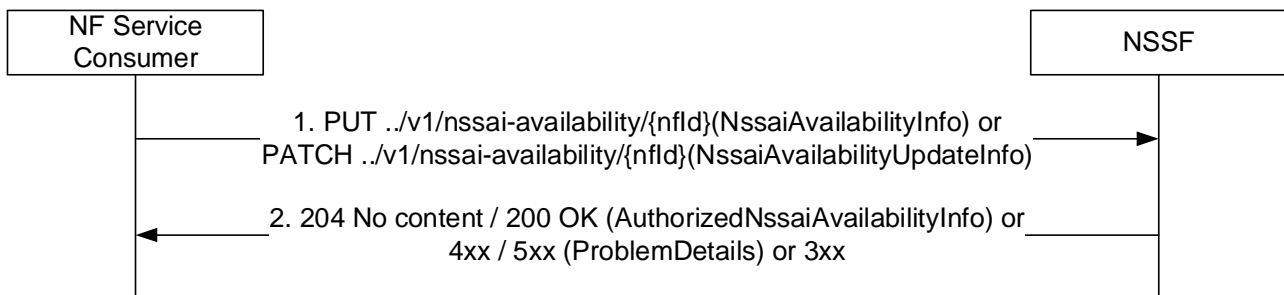 NF Service
Consumer
NSSF
1. PUT ../v1/nssai-availability/{nfId}(NssaiAvailabilityInfo) or
PATCH ../v1/nssai-availability/{nfId}(NssaiAvailabilityUpdateInfo)
2. 204 No content / 200 OK (AuthorizedNssaiAvailabilityInfo) or
4xx / 5xx (ProblemDetails) or 3xx